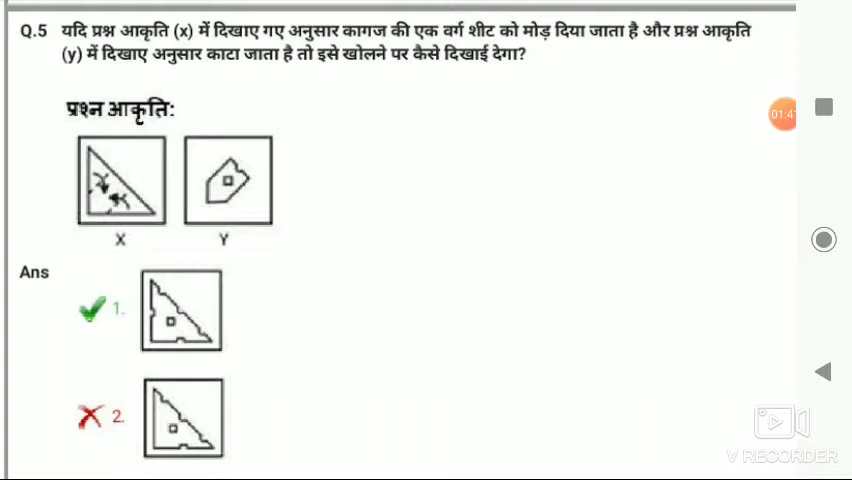 Q.5 यदि प्रश्न आकृति (x) में दिखाए गए अनुसार कागज की एक वर्ग शीट को मोड़ दिया जाता है और प्रश्न आकृति
(y) में दिखाए अनुसार काटा जाता है तो इसे खोलने पर कैसे दिखाई देगा?
प्रश्न आकृति:
X Y
Ans
1.
2.
V RECORDER